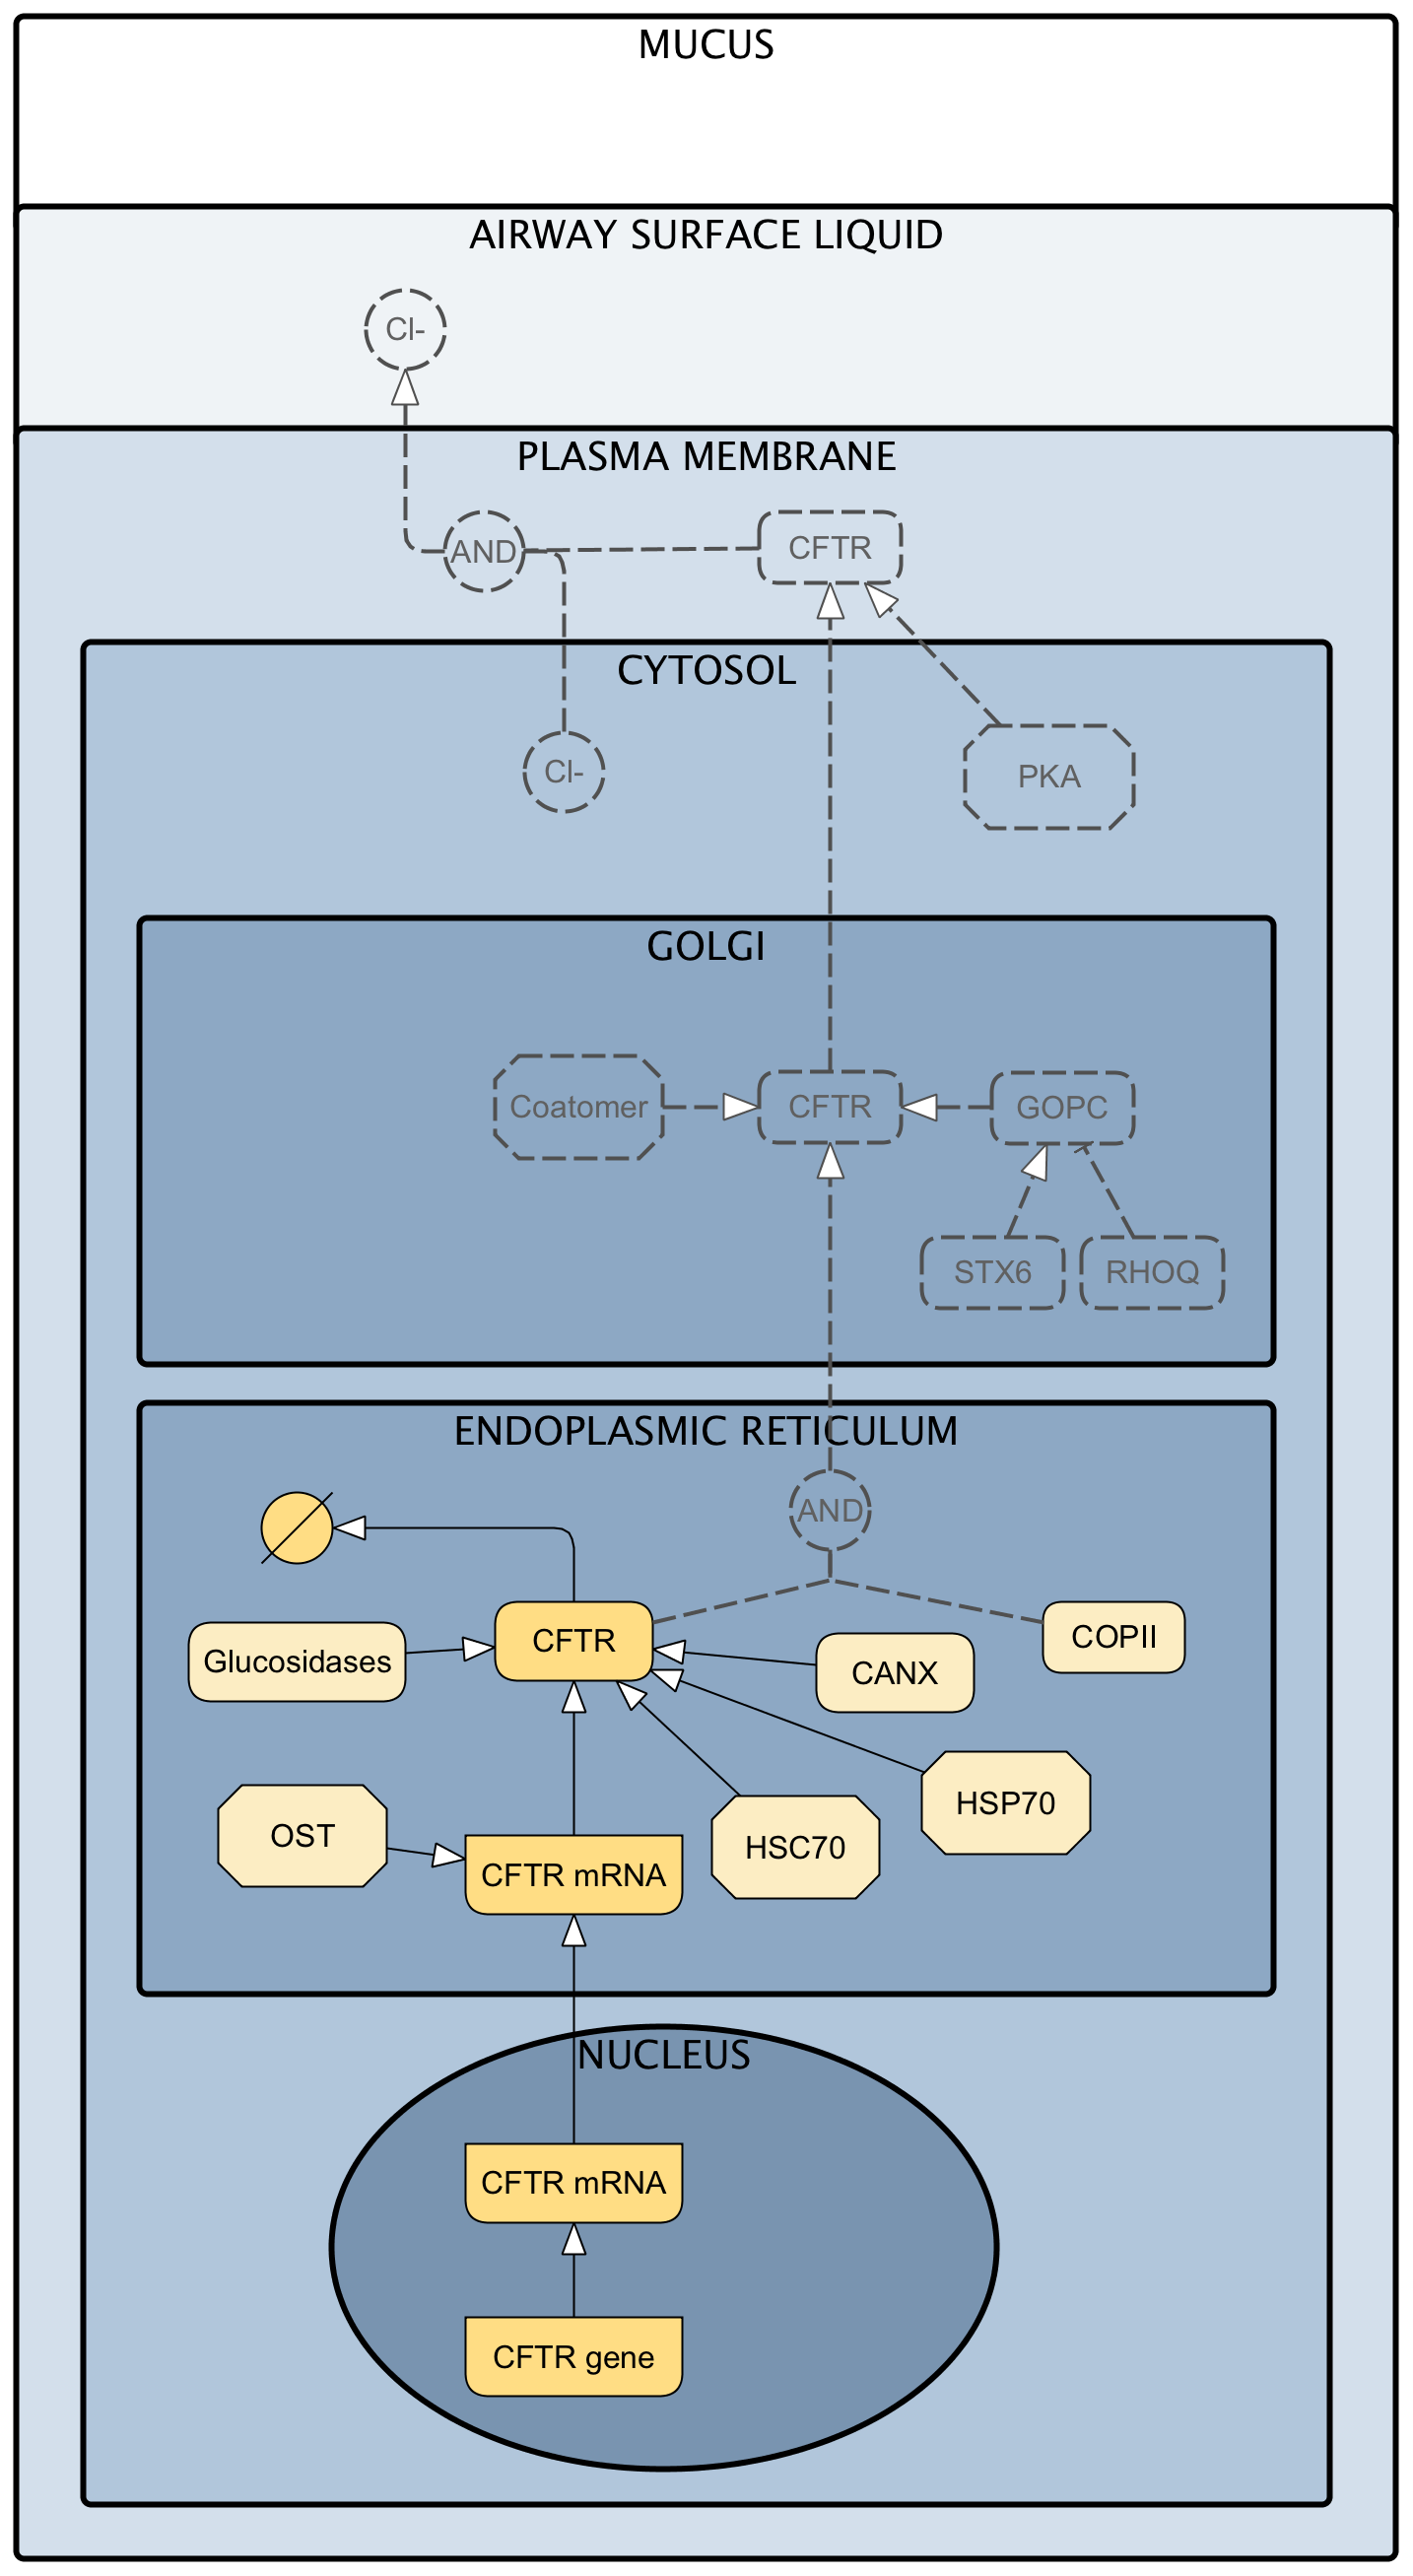 MUCUS
AIRWAY SURFACE LIQUID
Cl-
PLASMA MEMBRANE
AND
CFTR
CYTOSOL
Cl-
PKA
GOLGI
Coatomer
CFTR
GOPC
STX6
RHOQ
ENDOPLASMIC RETICULUM
AND
CFTR
COPII
Glucosidases
CANX
HSP70
OST
HSC70
CFTR mRNA
NUCLEUS
CFTR mRNA
CFTR gene